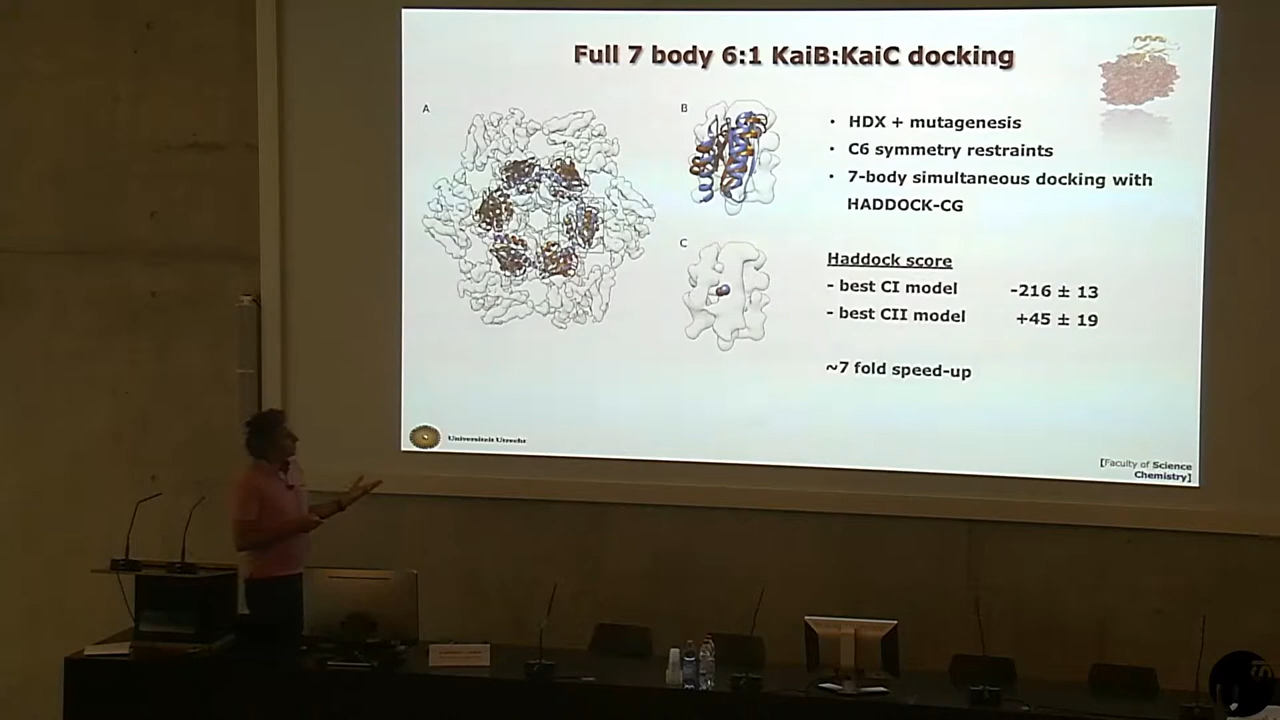 Full 7 body 6:1 KaiB:KaiC docking
A
B
C
• HDX + mutagenesis
• C6 symmetry restraints
• 7-body simultaneous docking with
HADDOCK-CG
Haddock score
- best CI model -216 ± 13
- best CII model +45 ± 19
~7 fold speed-up
Universiteit Utrecht
[Faculty of Science
Chemistry]